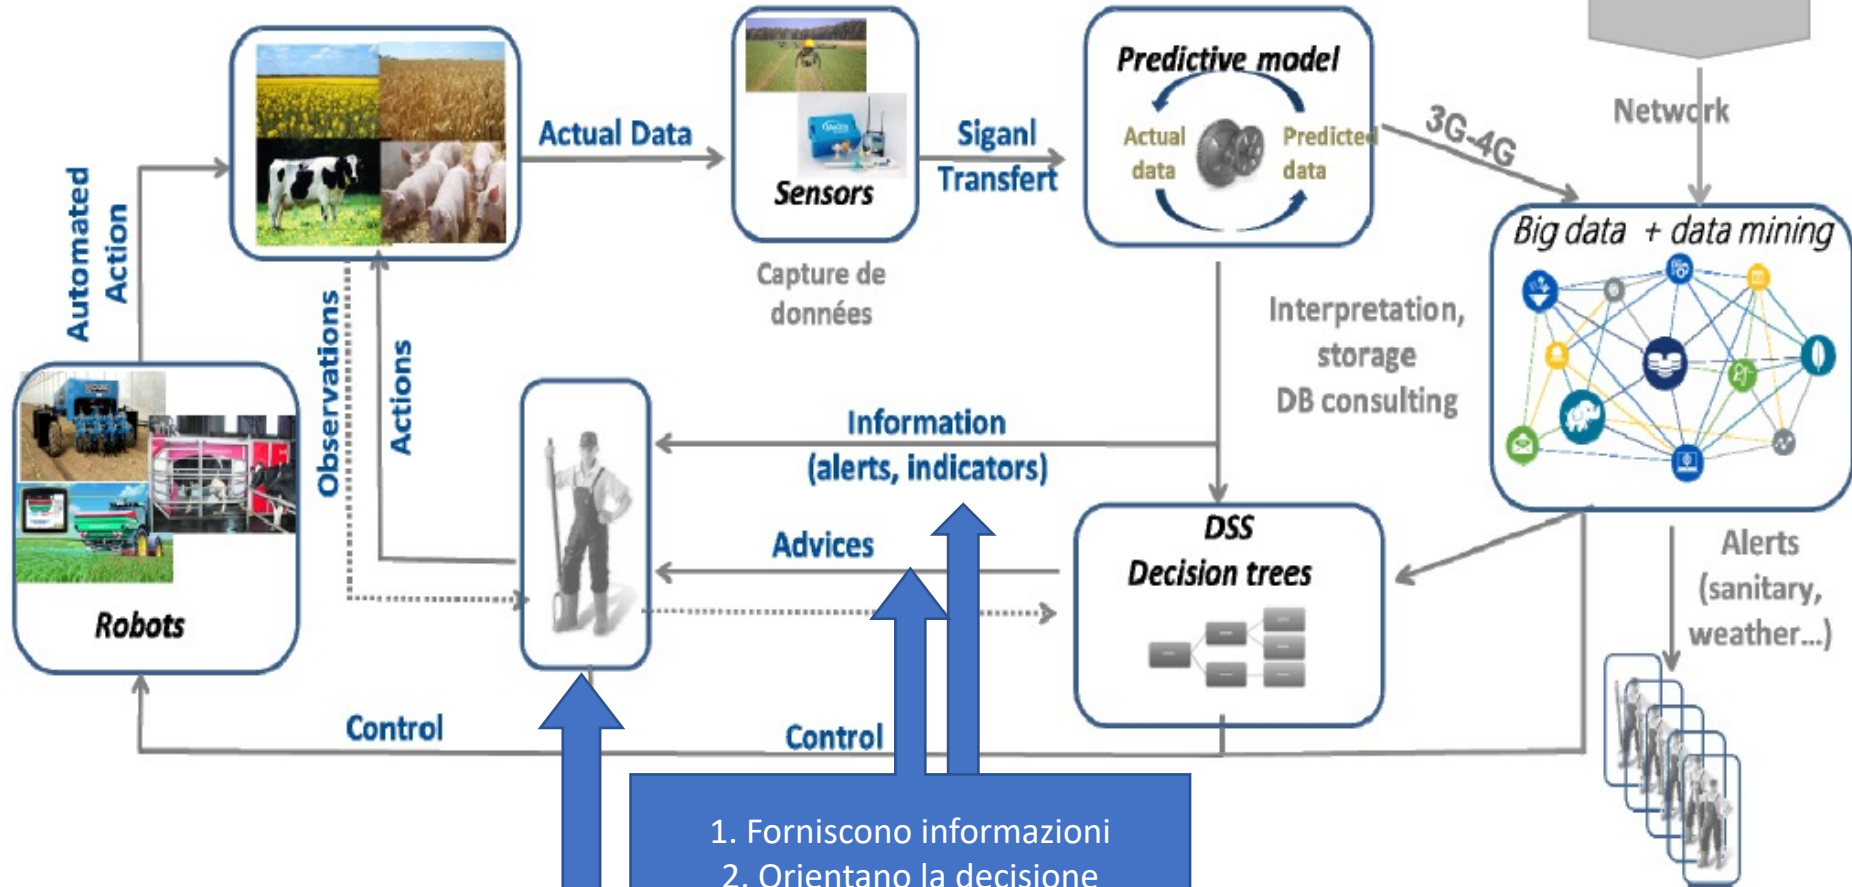 Actual Data
Sensors
Capture de
données
Siganl
Transfert
Predictive model
Actual
data
Predicted
data
3G-4G
Network
Big data + data mining
Automated
Action
Observations
Actions
Robots
Interpretation,
storage
DB consulting
Information
(alerts, indicators)
Advices
DSS
Decision trees
Alerts
(sanitary,
weather...)
Control
Control
1. Forniscono informazioni
2. Orientano la decisione